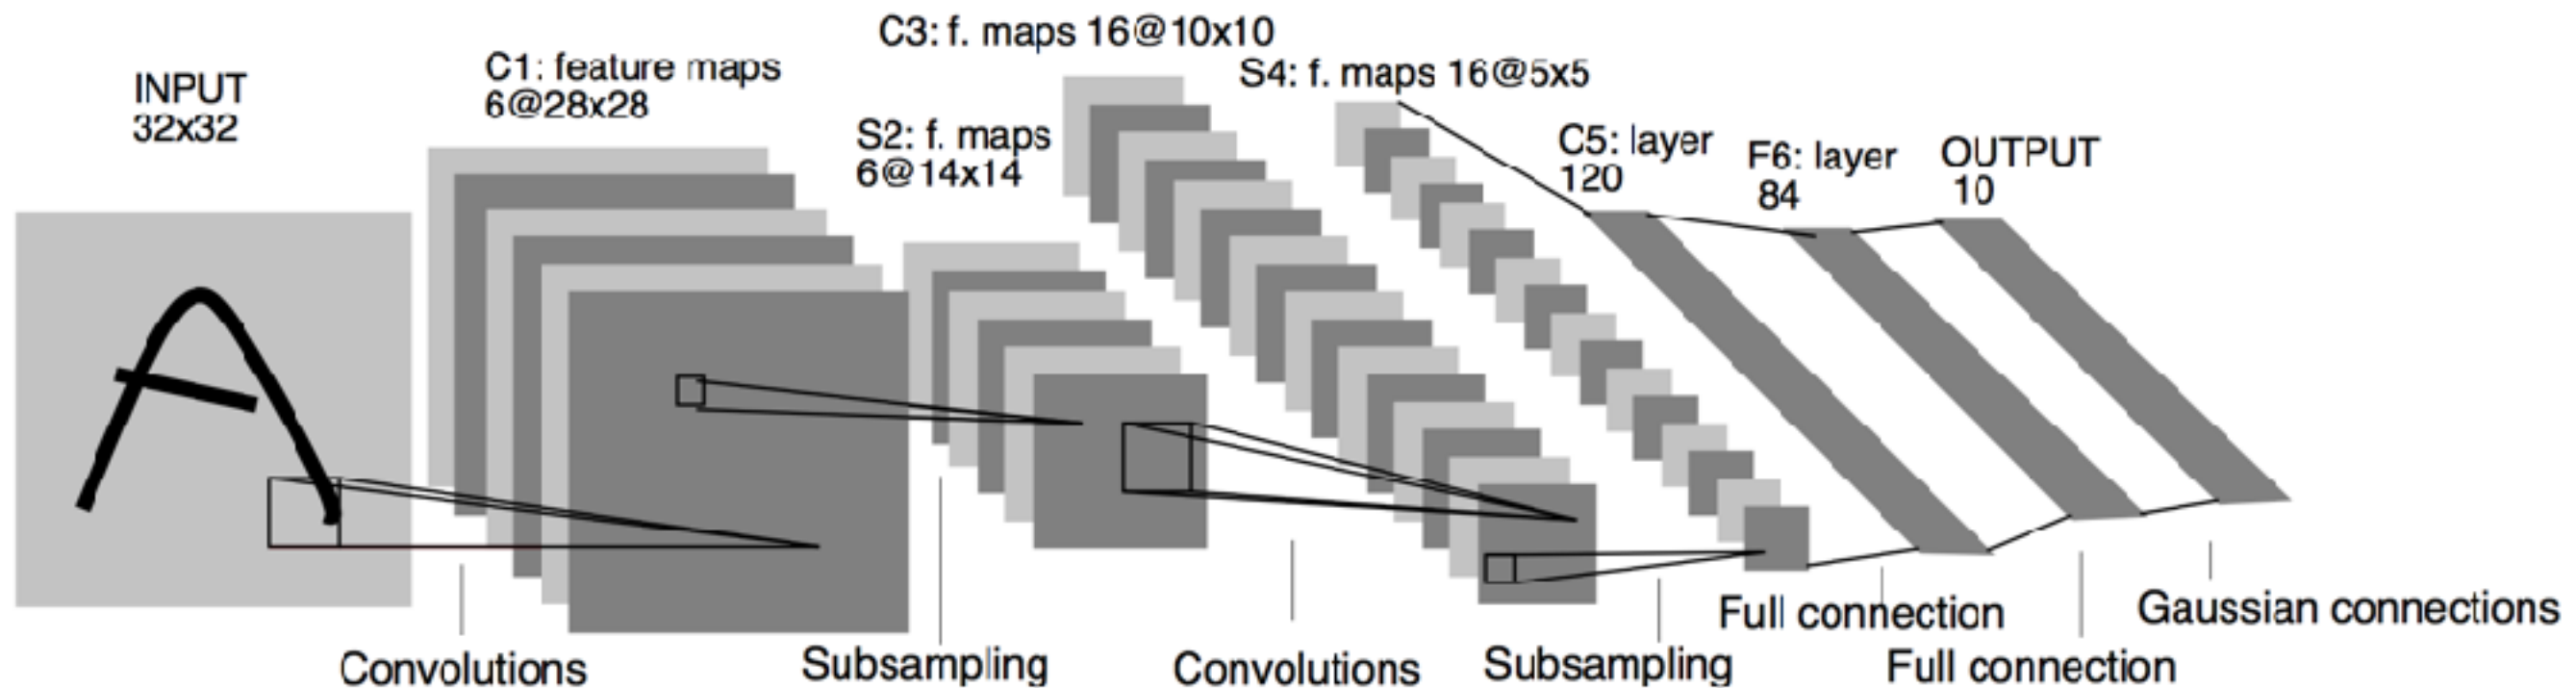 INPUT
32x32
C1: feature maps
6@28x28
C3: f. maps 16@10x10
S2: f. maps
6@14x14
S4: f. maps 16@5x5
C5: layer
120
F6: layer
84
OUTPUT
10
A
Convolutions
Subsampling
Convolutions
Subsampling
Full connection
Full connection
Gaussian connections